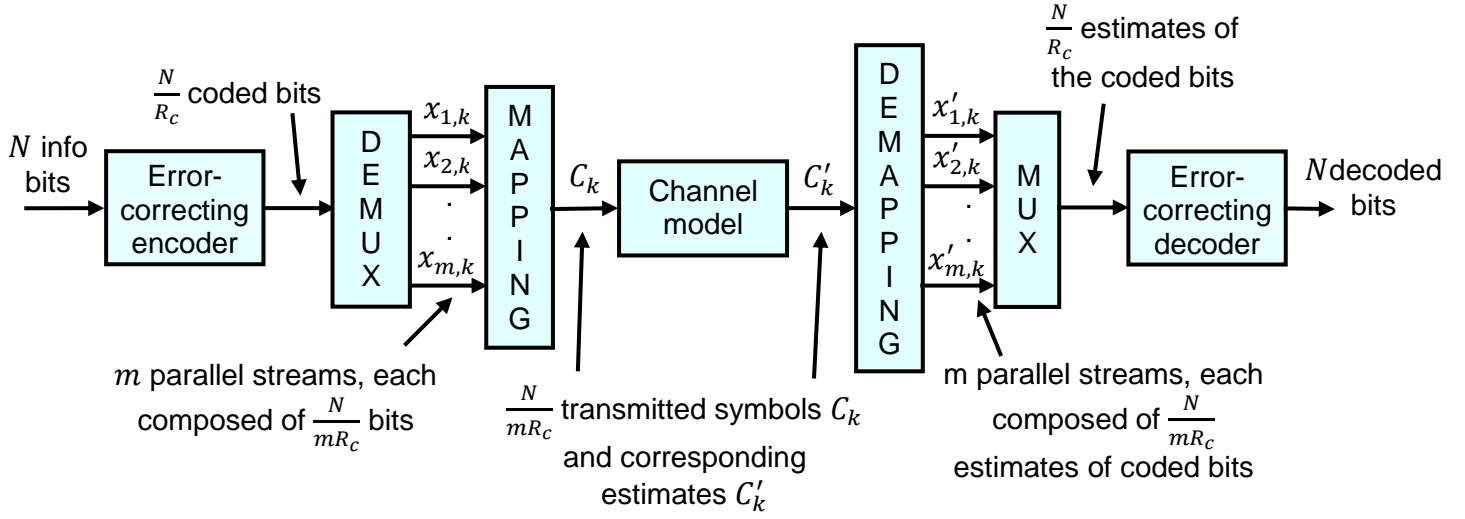 N info
bits
Error-
correcting
encoder
N/R_c coded bits
D
E
M
U
X
x_{1,k}
x_{2,k}
.
.
x_{m,k}
m parallel streams, each
composed of N/mR_c bits
M
A
P
P
I
N
G
C_k
Channel
model
C'_k
N/mR_c transmitted symbols C_k
and corresponding
estimates C'_k
D
E
M
A
P
P
I
N
G
x'_{1,k}
x'_{2,k}
.
.
x'_{m,k}
m parallel streams, each
composed of N/mR_c
estimates of coded bits
M
U
X
N/R_c estimates of
the coded bits
Error-
correcting
decoder
N decoded
bits